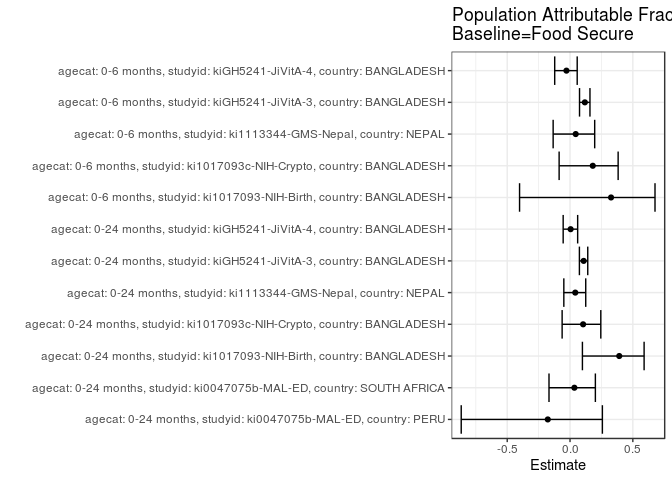 Population Attributable Frac
Baseline=Food Secure
agecat: 0-6 months, studyid: kiGH5241-JiVitA-4, country: BANGLADESH
agecat: 0-6 months, studyid: kiGH5241-JiVitA-3, country: BANGLADESH
agecat: 0-6 months, studyid: ki1113344-GMS-Nepal, country: NEPAL
agecat: 0-6 months, studyid: ki1017093c-NIH-Crypto, country: BANGLADESH
agecat: 0-6 months, studyid: ki1017093-NIH-Birth, country: BANGLADESH
agecat: 0-24 months, studyid: kiGH5241-JiVitA-4, country: BANGLADESH
agecat: 0-24 months, studyid: kiGH5241-JiVitA-3, country: BANGLADESH
agecat: 0-24 months, studyid: ki1113344-GMS-Nepal, country: NEPAL
agecat: 0-24 months, studyid: ki1017093c-NIH-Crypto, country: BANGLADESH
agecat: 0-24 months, studyid: ki1017093-NIH-Birth, country: BANGLADESH
agecat: 0-24 months, studyid: ki0047075b-MAL-ED, country: SOUTH AFRICA
agecat: 0-24 months, studyid: ki0047075b-MAL-ED, country: PERU
-0.5 0.0 0.5
Estimate